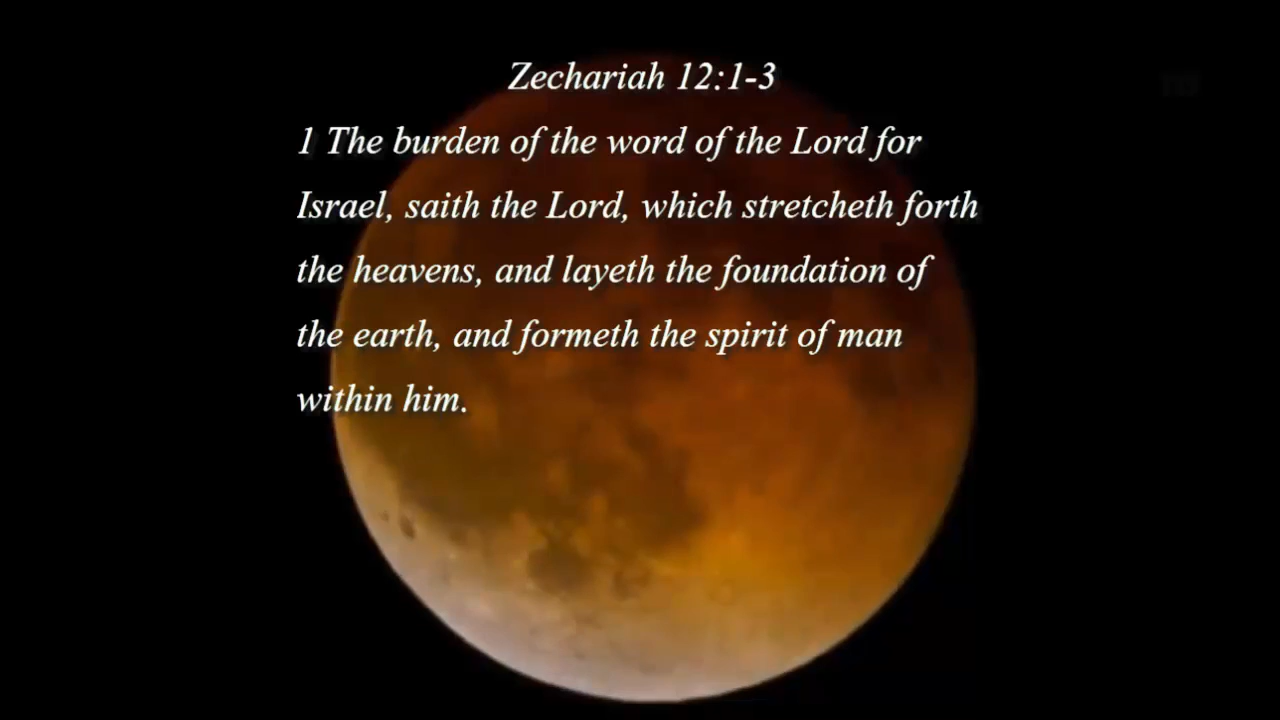 Zechariah 12:1-3
1 The burden of the word of the Lord for
Israel, saith the Lord, which stretcheth forth
the heavens, and layeth the foundation of
the earth, and formeth the spirit of man
within him.